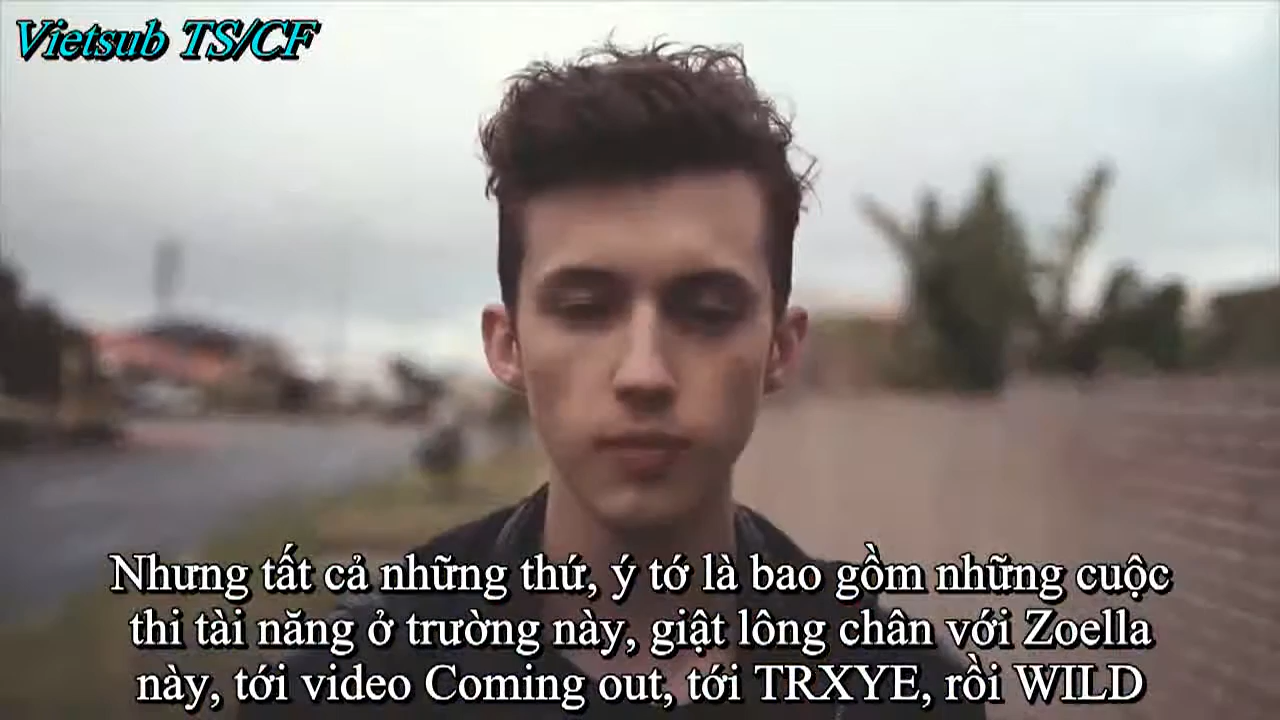 Vietsub TS/CF
Nhưng tất cả những thứ, ý tớ là bao gồm những cuộc
thi tài năng ở trường này, giật lông chân với Zoella
này, tới video Coming out, tới TRXYE, rồi WILD